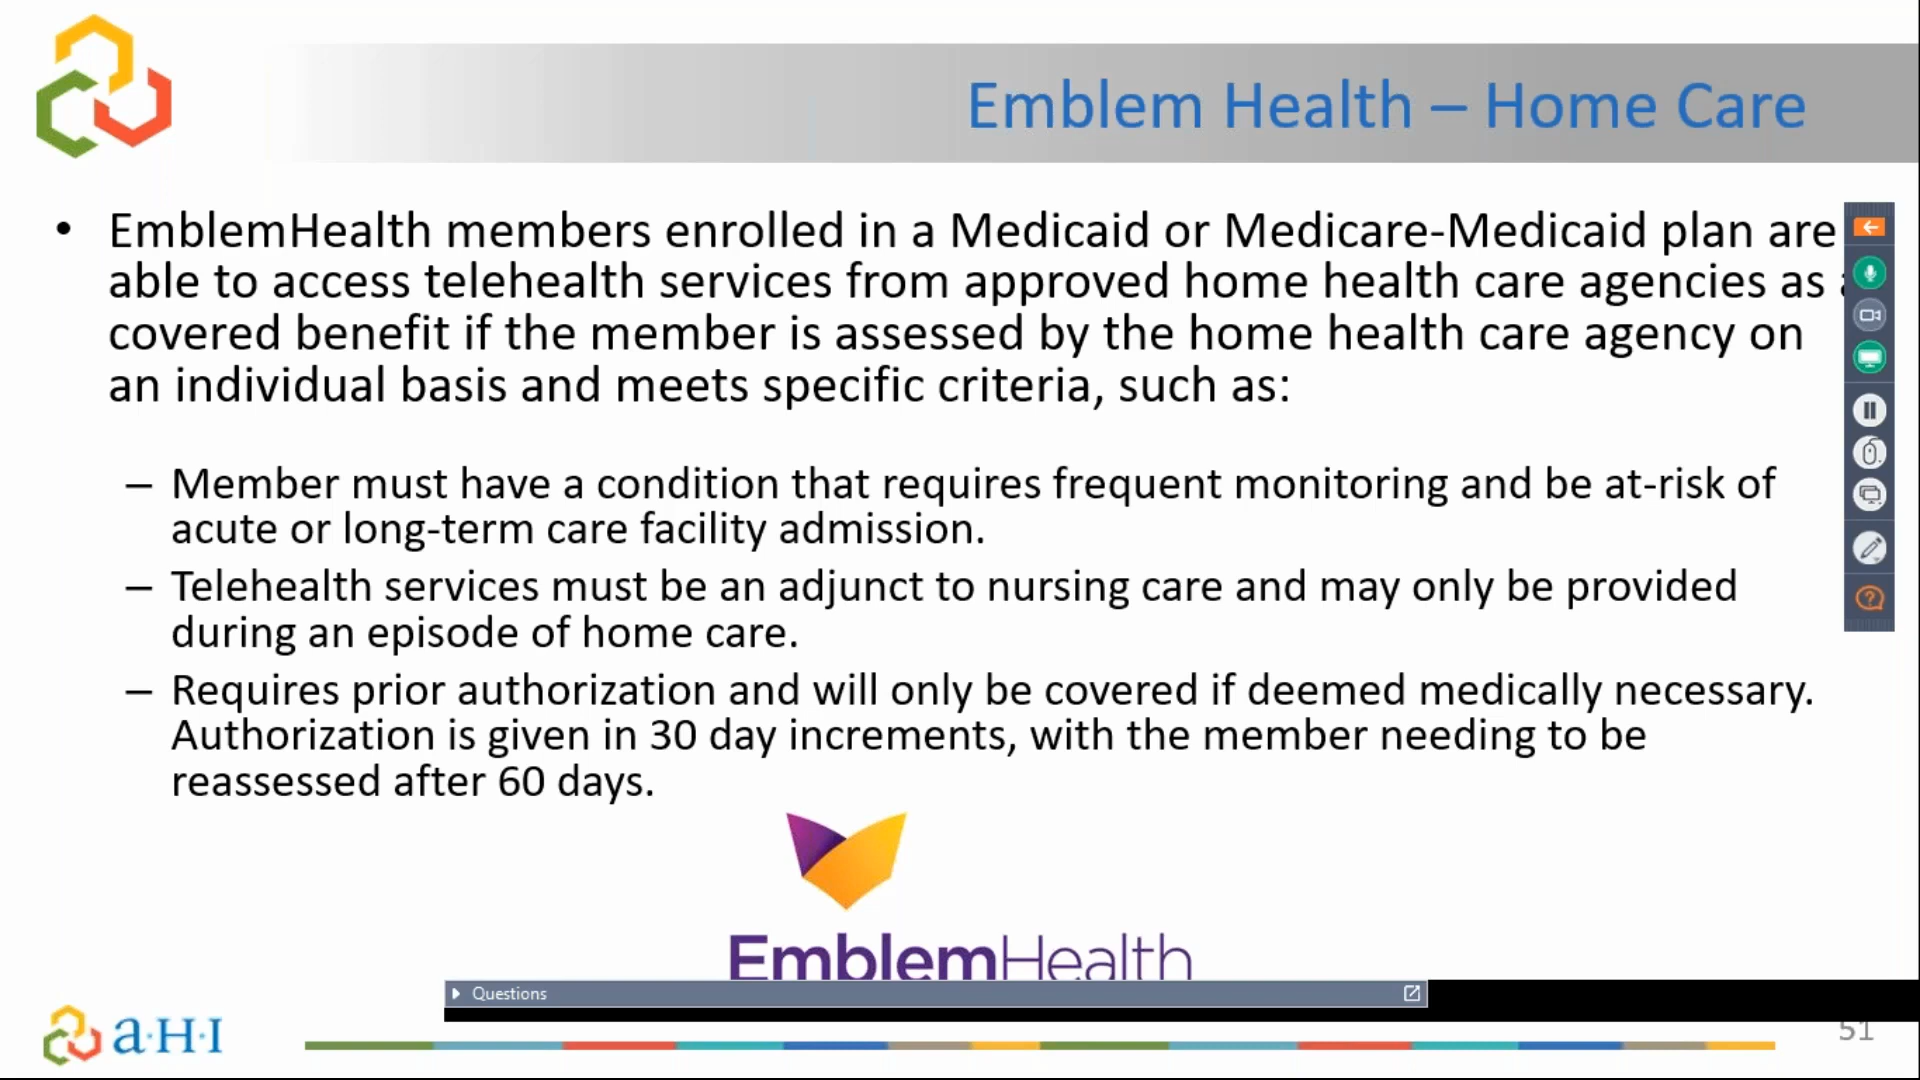 Emblem Health – Home Care
• EmblemHealth members enrolled in a Medicaid or Medicare-Medicaid plan are
able to access telehealth services from approved home health care agencies as
covered benefit if the member is assessed by the home health care agency on
an individual basis and meets specific criteria, such as:
– Member must have a condition that requires frequent monitoring and be at-risk of
acute or long-term care facility admission.
– Telehealth services must be an adjunct to nursing care and may only be provided
during an episode of home care.
– Requires prior authorization and will only be covered if deemed medically necessary.
Authorization is given in 30 day increments, with the member needing to be
reassessed after 60 days.
EmblemHealth
Questions
a·H·I
51